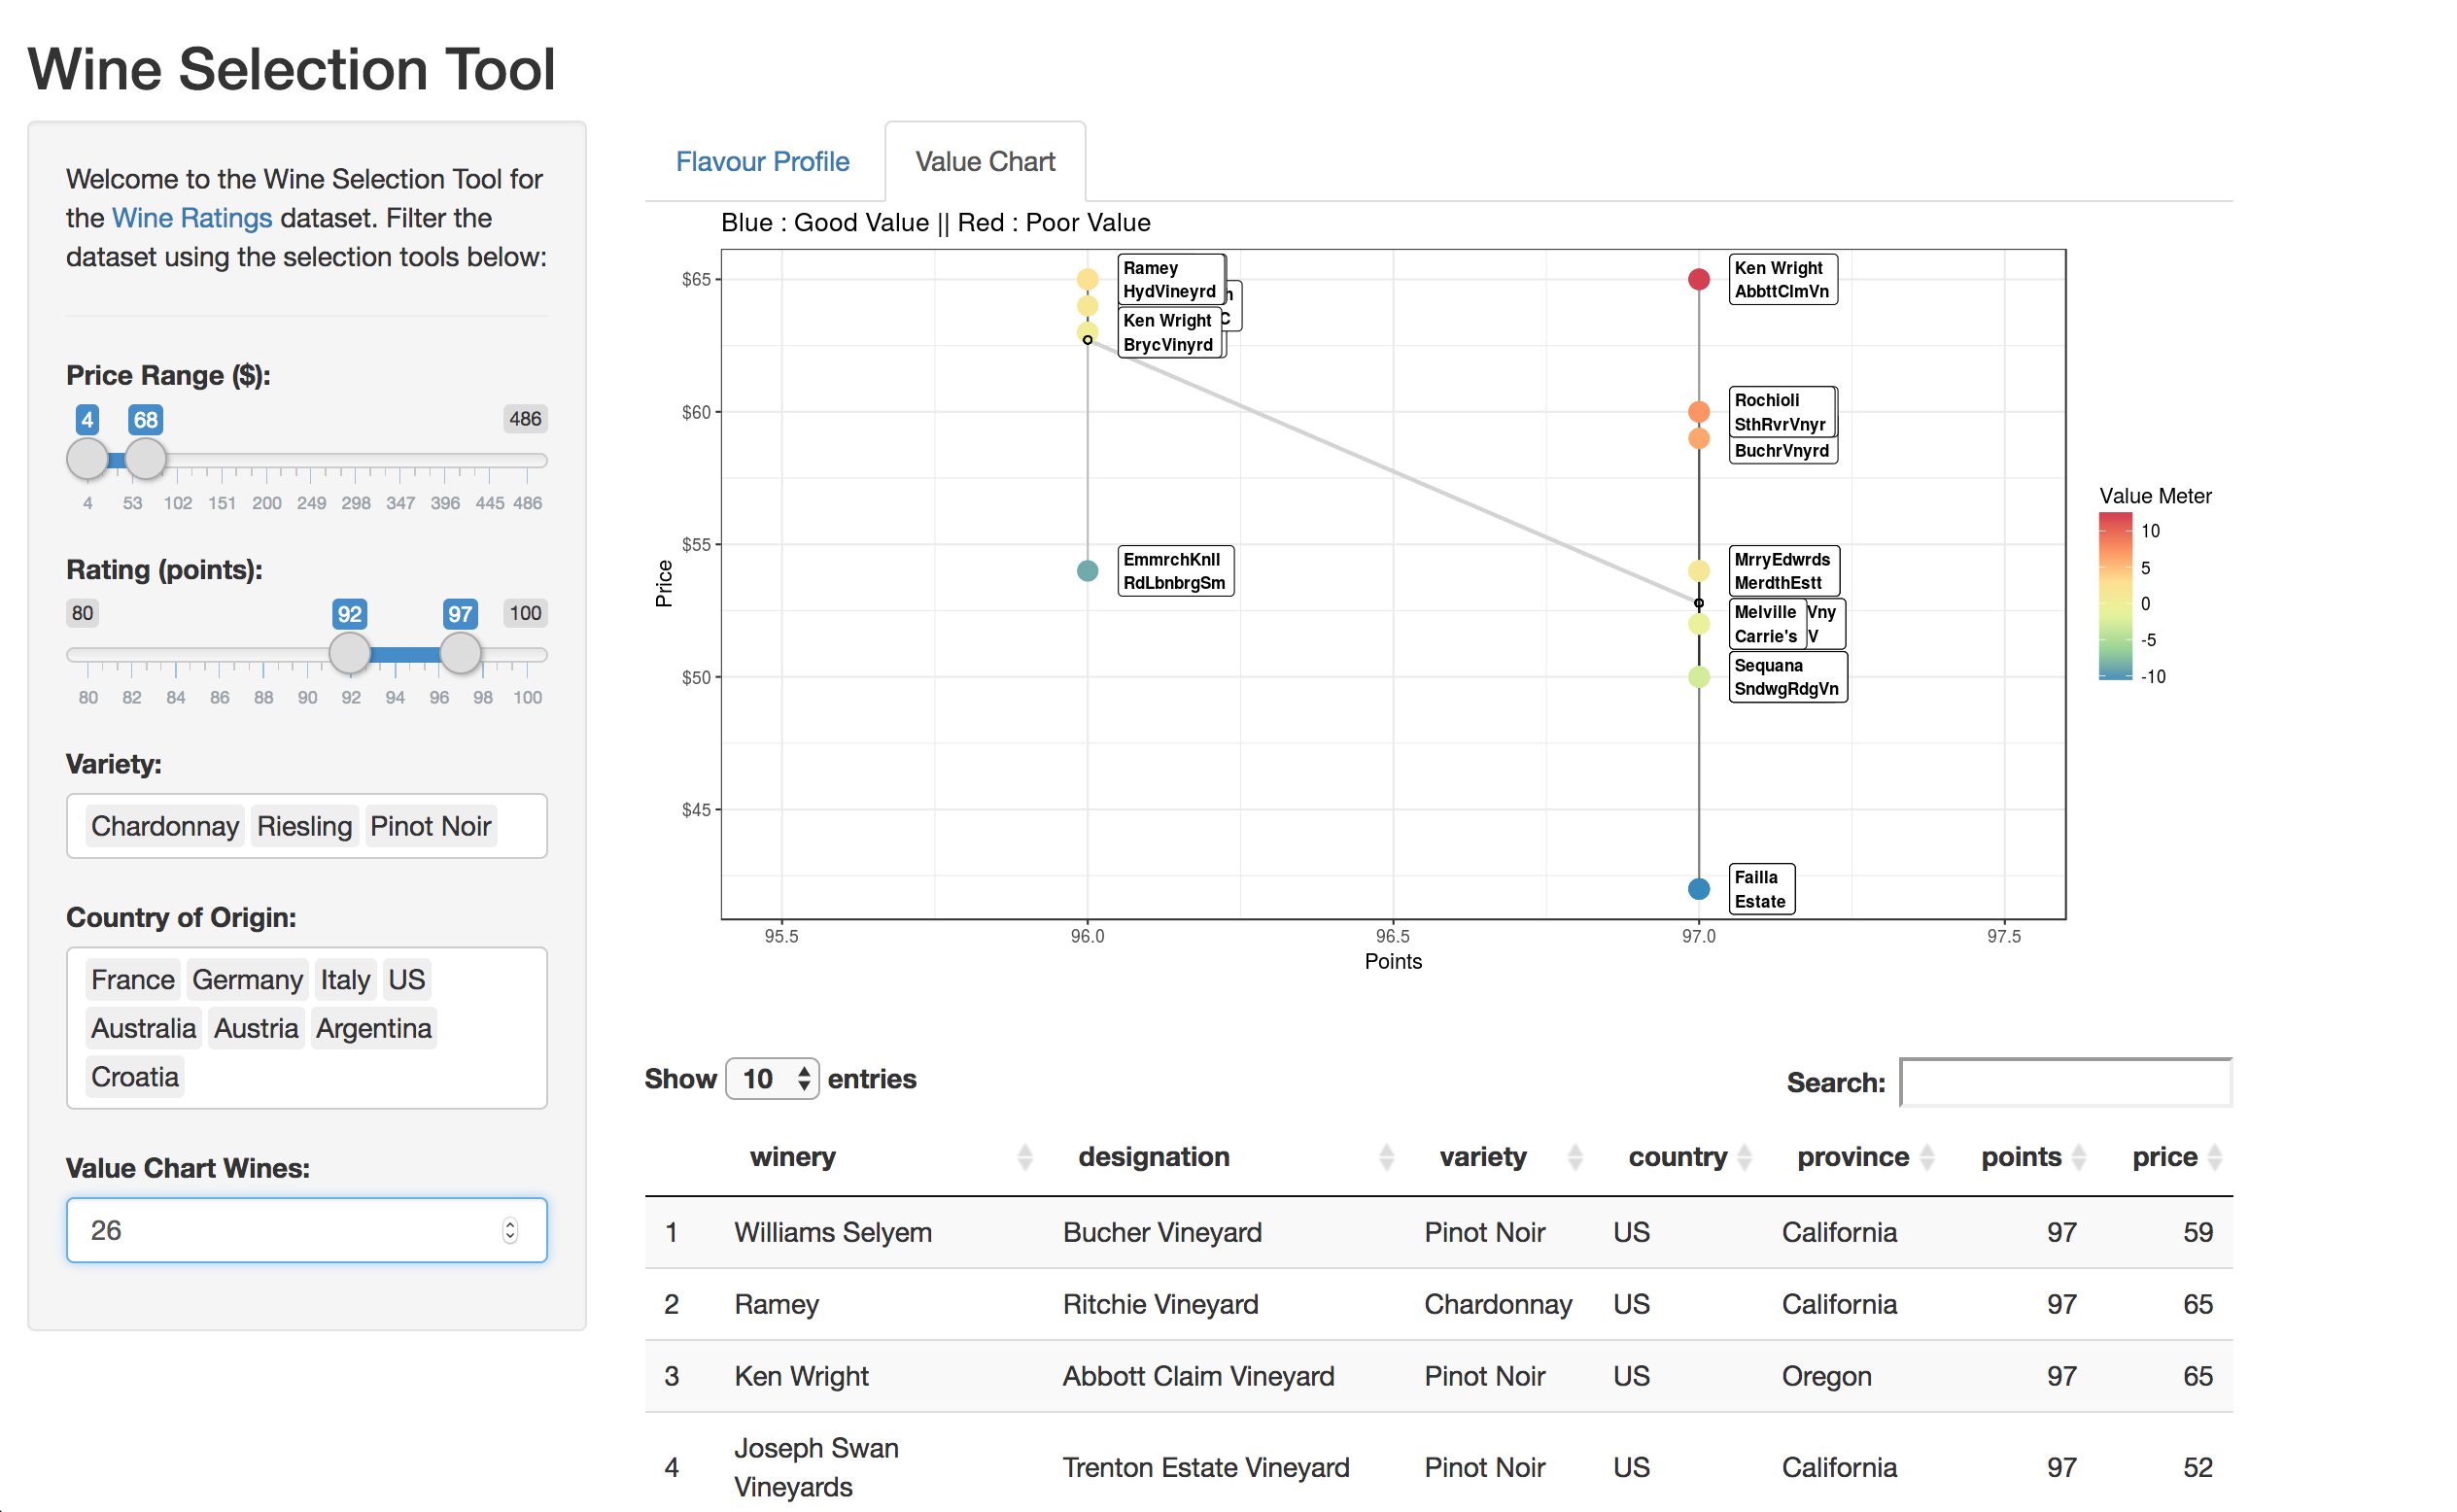 Wine Selection Tool
Welcome to the Wine Selection Tool for
the Wine Ratings dataset. Filter the
dataset using the selection tools below:
Price Range ($):
4 68 486
4 53 102 151 200 249 298 347 396 445 486
Rating (points):
80 92 97 100
80 82 84 86 88 90 92 94 96 98 100
Variety:
Chardonnay Riesling Pinot Noir
Country of Origin:
France Germany Italy US
Australia Austria Argentina
Croatia
Value Chart Wines:
26
Flavour Profile Value Chart
Blue : Good Value || Red : Poor Value
Price
$65
$60
$55
$50
$45
Ramey
HydVineyrd
Ken Wright
BrycVinyrd
EmmrchKnll
RdLbnbrgSm
Ken Wright
AbbttClmVn
Rochioli
SthRvrVnyr
BuchrVnyrd
MrryEdwrds
MerdthEstt
Melville Vny
Carrie's V
Sequana
SndwgRdgVn
Failla
Estate
95.5 96.0 96.5 97.0 97.5
Points
Value Meter
10
5
0
-5
-10
Show 10 entries
Search:
winery designation variety country province points price
1 Williams Selyem Bucher Vineyard Pinot Noir US California 97 59
2 Ramey Ritchie Vineyard Chardonnay US California 97 65
3 Ken Wright Abbott Claim Vineyard Pinot Noir US Oregon 97 65
4 Joseph Swan
Vineyards Trenton Estate Vineyard Pinot Noir US California 97 52